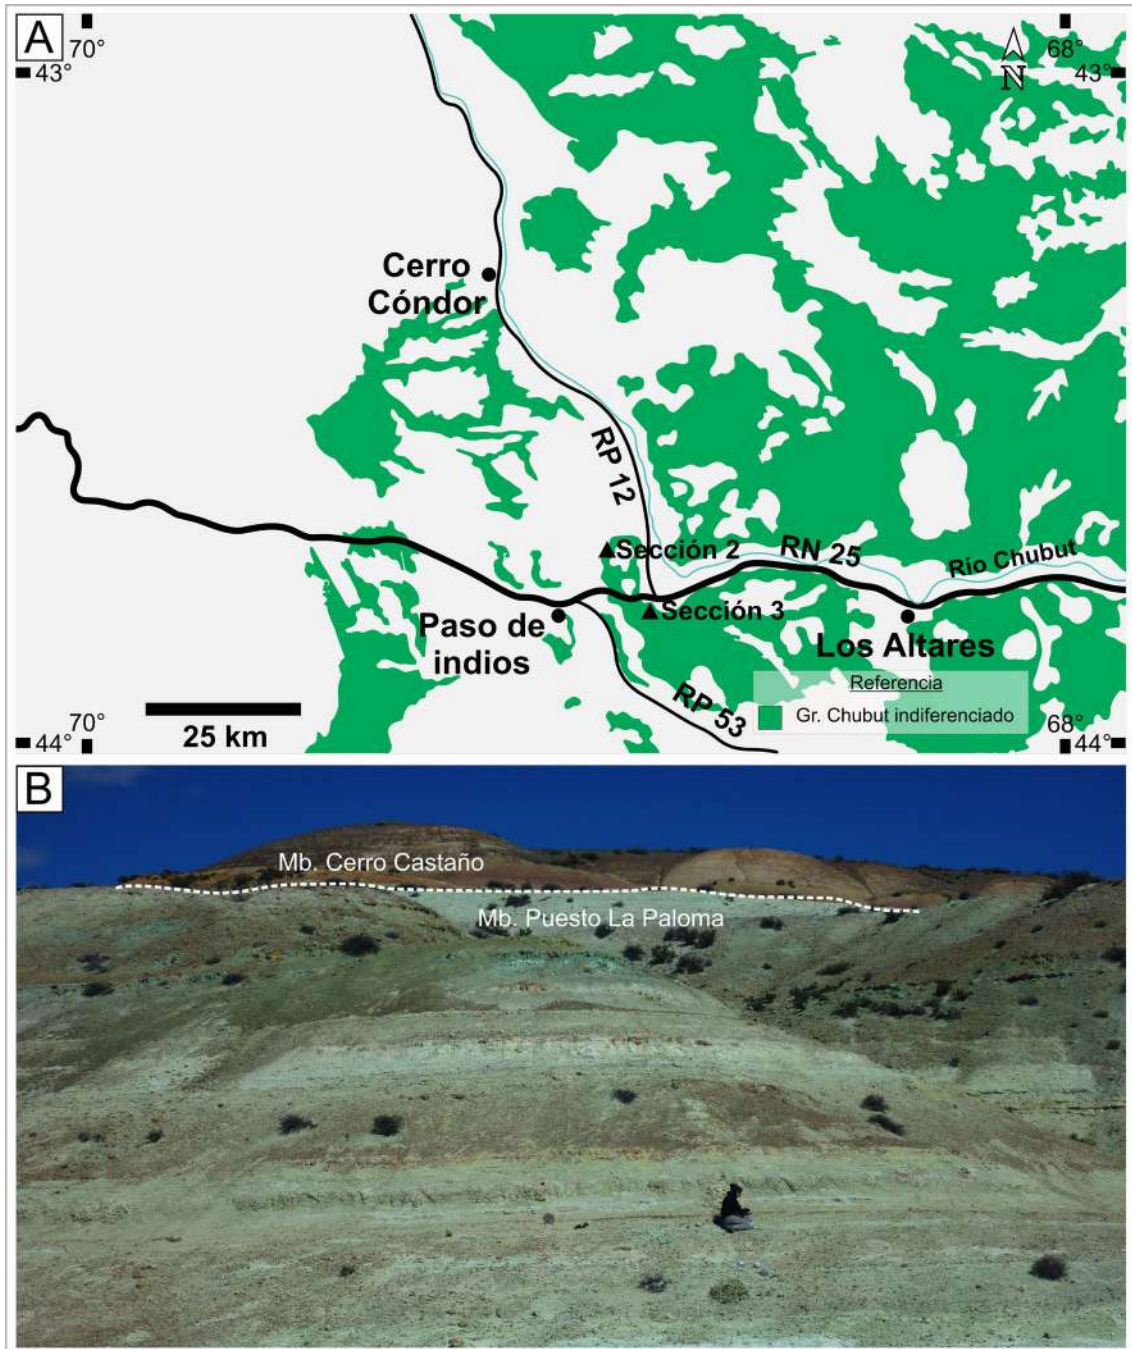 A
70°
68°
43°
43°
N
Cerro
Cóndor
RP 12
Sección 2
RN 25
Río Chubut
Sección 3
Paso de
indios
Los Altares
RP 53
Referencia
Gr. Chubut indiferenciado
25 km
70°
68°
44°
44°
B
Mb. Cerro Castaño
Mb. Puesto La Paloma